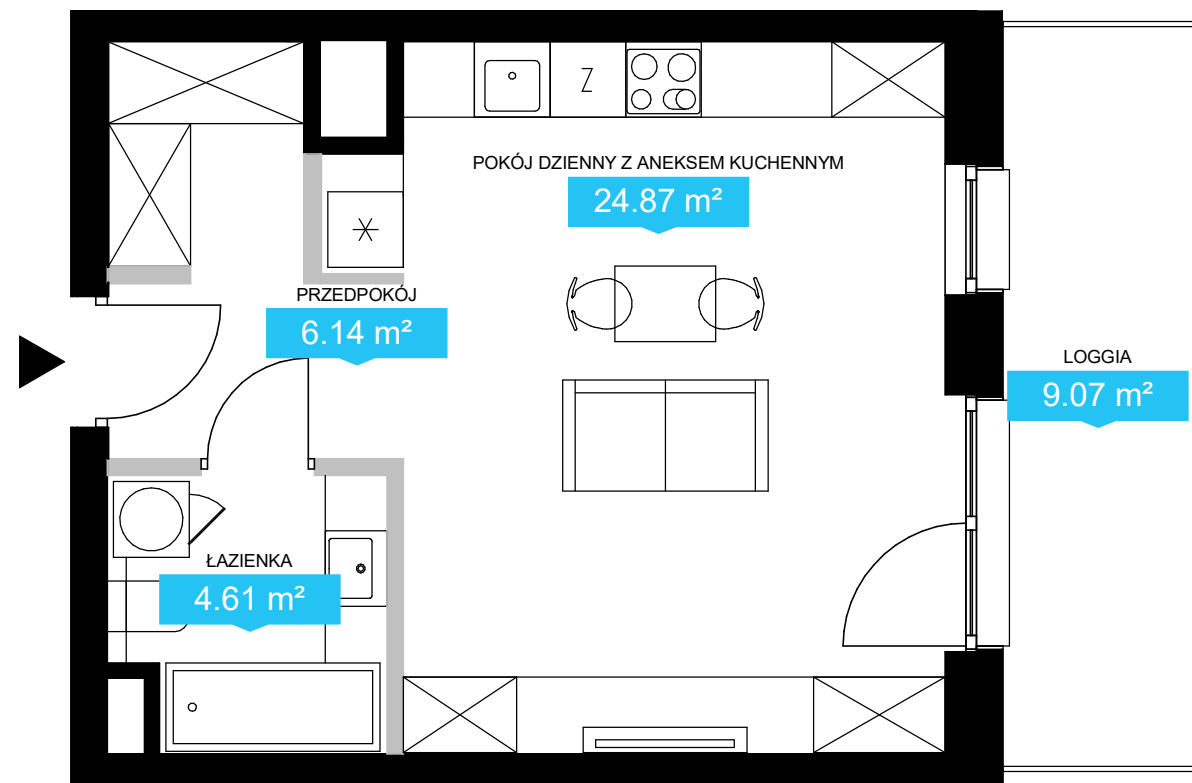 Z
POKÓJ DZIENNY Z ANEKSEM KUCHENNYM
24.87 m²
PRZEDPOKÓJ
6.14 m²
LOGGIA
9.07 m²
ŁAZIENKA
4.61 m²